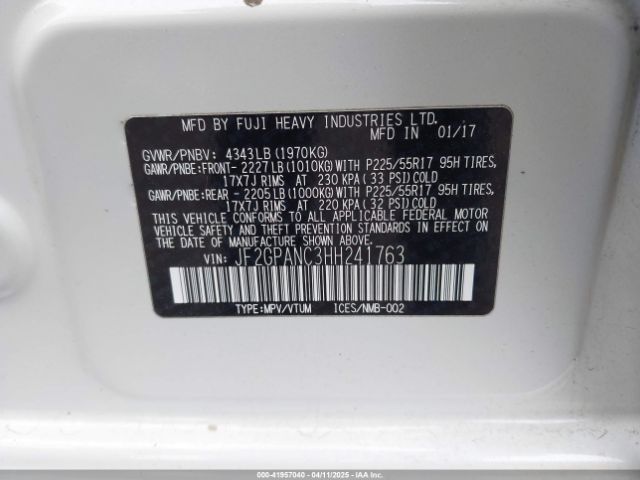 MFD BY FUJI HEAVY INDUSTRIES LTD.
MFD IN 01/17
GVWR/PNBV: 4343LB(1970KG)
GAWR/PNBE:FRONT- 2227LB(1010KG)WITH P225/55R17 95H TIRES,
17X7J RIMS AT 230 KPA(33 PSI)COLD
GAWR/PNBE:REAR - 2205LB(1000KG)WITH P225/55R17 95H TIRES,
17X7J RIMS AT 220 KPA(32 PSI)COLD
THIS VEHICLE CONFORMS TO ALL APPLICABLE FEDERAL MOTOR
VEHICLE SAFETY AND THEFT PREVENTION STANDARDS IN EFFECT ON
THE DATE OF MANUFACTURE SHOWN ABOVE.
VIN: JF2GPANC3HH241763
TYPE:MPV/VTUM ICES/NMB-002
000-41957040 - 04/11/2025 - IAAI